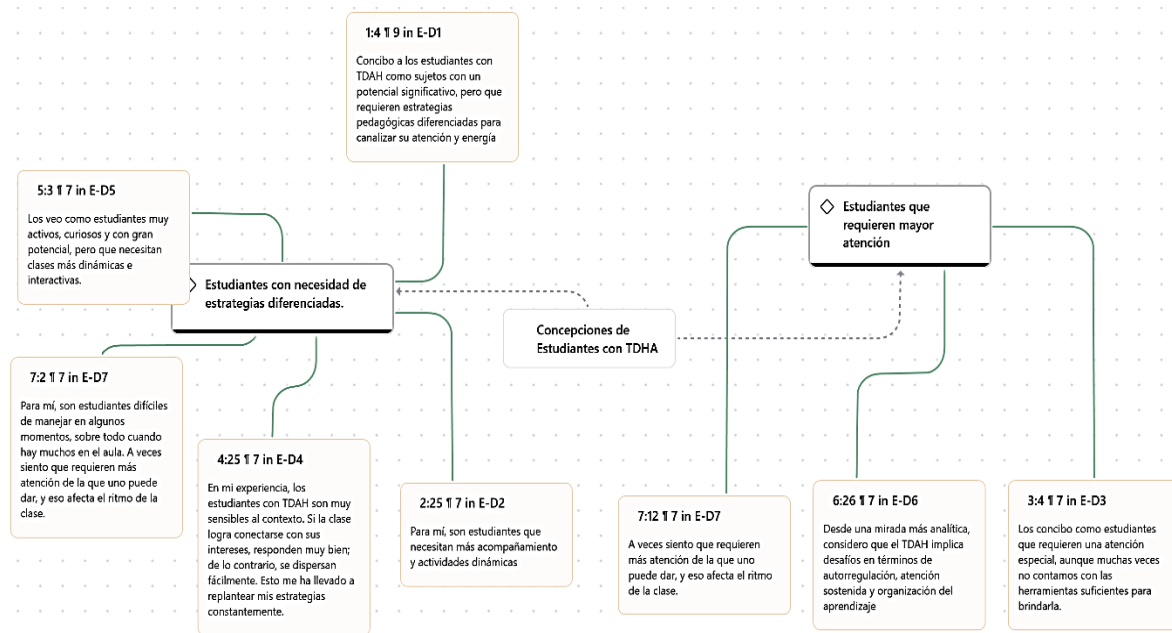 1:4 ¶ 9 in E-D1
Concibo a los estudiantes con
TDAH como sujetos con un
potencial significativo, pero que
requieren estrategias
pedagógicas diferenciadas para
canalizar su atención y energía
5:3 ¶ 7 in E-D5
Los veo como estudiantes muy
activos, curiosos y con gran
potencial, pero que necesitan
clases más dinámicas e
interactivas.
Estudiantes con necesidad de
estrategias diferenciadas.
Estudiantes que
requieren mayor
atención
Concepciones de
Estudiantes con TDHA
7:2 ¶ 7 in E-D7
Para mí, son estudiantes difíciles
de manejar en algunos
momentos, sobre todo cuando
hay muchos en el aula. A veces
siento que requieren más
atención de la que uno puede
dar, y eso afecta el ritmo de la
clase.
4:25 ¶ 7 in E-D4
En mi experiencia, los
estudiantes con TDAH son muy
sensibles al contexto. Si la clase
logra conectarse con sus
intereses, responden muy bien;
de lo contrario, se dispersan
fácilmente. Esto me ha llevado a
replantear mis estrategias
constantemente.
2:25 ¶ 7 in E-D2
Para mí, son estudiantes que
necesitan más acompañamiento
y actividades dinámicas
7:12 ¶ 7 in E-D7
A veces siento que requieren
más atención de la que uno
puede dar, y eso afecta el ritmo
de la clase.
6:26 ¶ 7 in E-D6
Desde una mirada más analítica,
considero que el TDAH implica
desafíos en términos de
autorregulación, atención
sostenida y organización del
aprendizaje
3:4 ¶ 7 in E-D3
Los concibo como estudiantes
que requieren una atención
especial, aunque muchas veces
no contamos con las
herramientas suficientes para
brindarla.